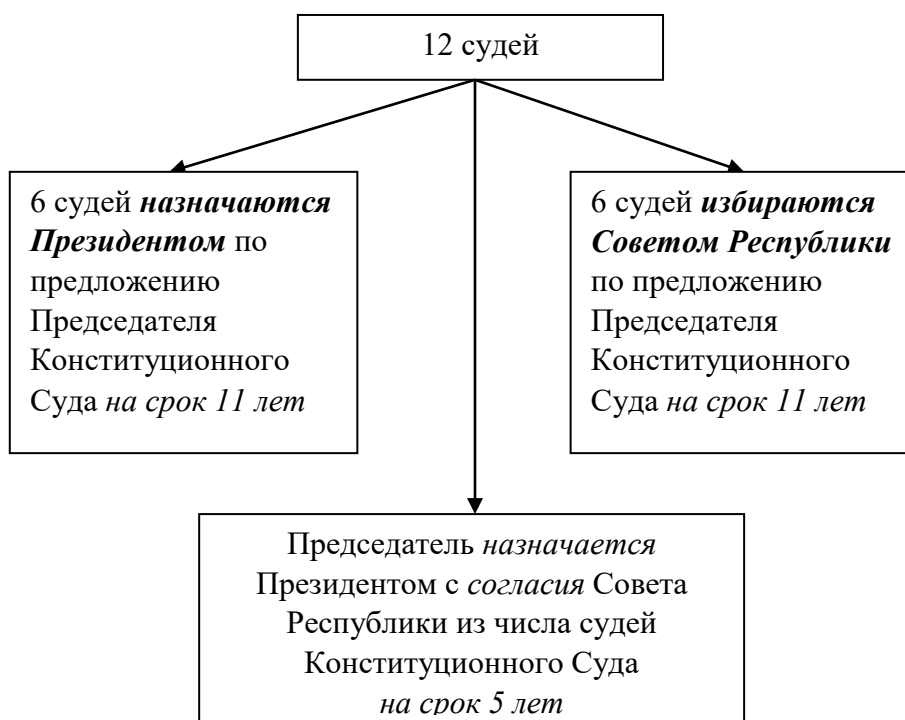 12 судей
6 судей назначаются
Президентом по
предложению
Председателя
Конституционного
Суда на срок 11 лет
6 судей избираются
Советом Республики
по предложению
Председателя
Конституционного
Суда на срок 11 лет
Председатель назначается
Президентом с согласия Совета
Республики из числа судей
Конституционного Суда
на срок 5 лет